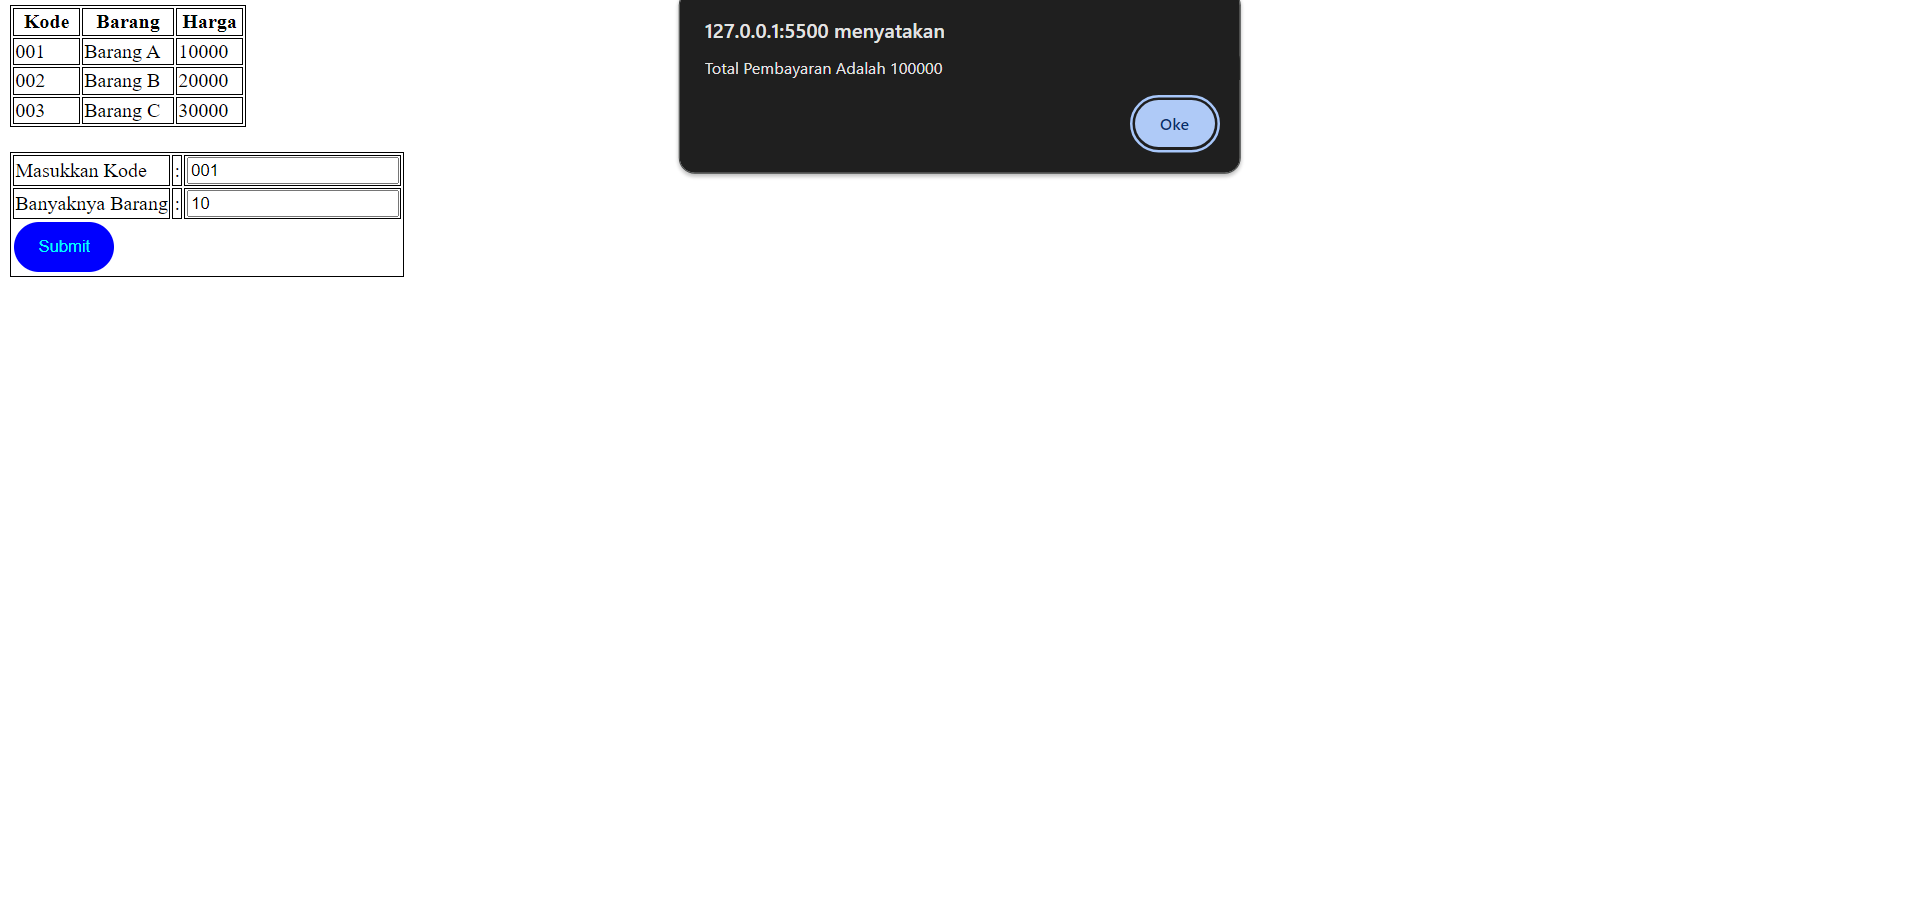 Kode Barang Harga
001 Barang A 10000
002 Barang B 20000
003 Barang C 30000
Masukkan Kode : 001
Banyaknya Barang : 10
Submit
127.0.0.1:5500 menyatakan
Total Pembayaran Adalah 100000
Oke